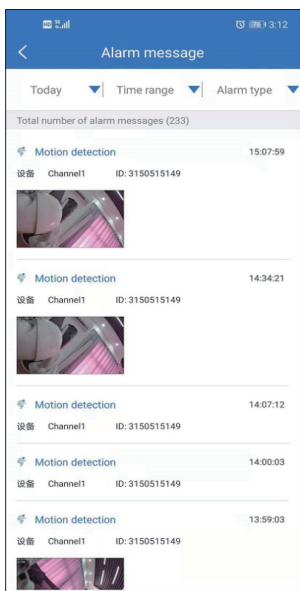 HD 3:12
Alarm message
Today Time range Alarm type
Total number of alarm messages (233)
Motion detection 15:07:59
设备 Channel1 ID: 3150515149
Motion detection 14:34:21
设备 Channel1 ID: 3150515149
Motion detection 14:07:12
设备 Channel1 ID: 3150515149
Motion detection 14:00:03
设备 Channel1 ID: 3150515149
Motion detection 13:59:03
设备 Channel1 ID: 3150515149